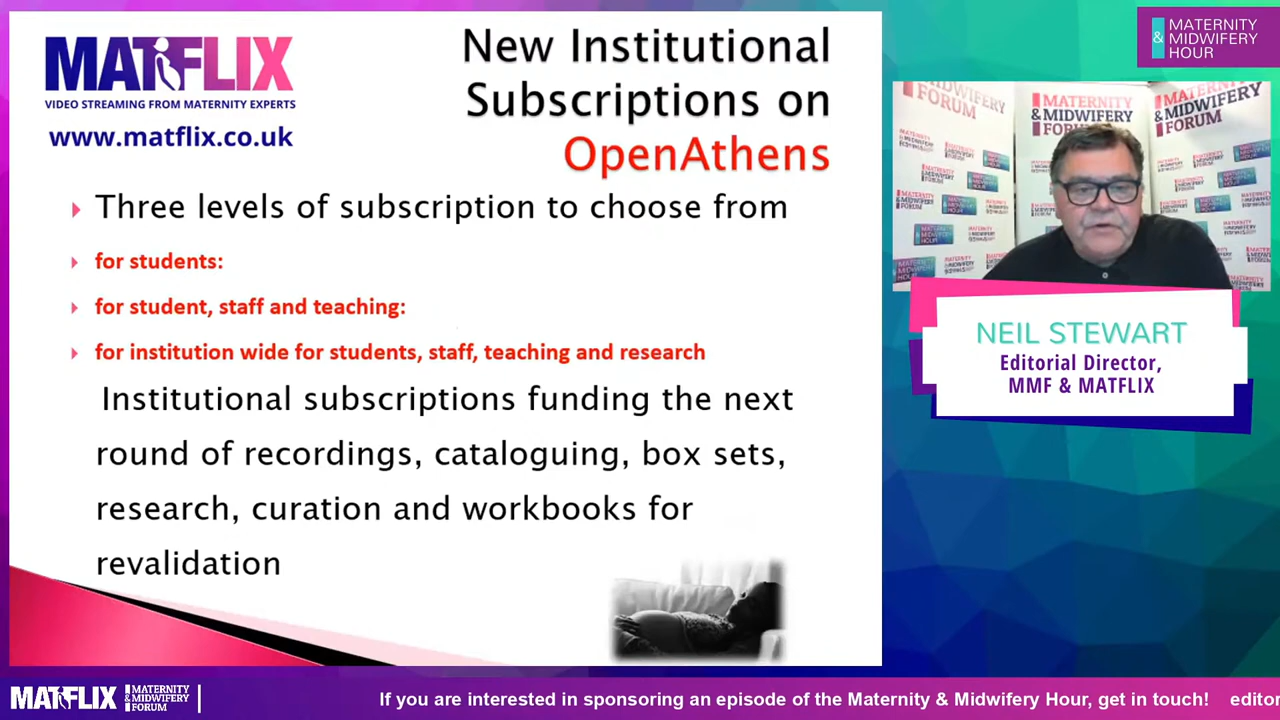 MATFLIX
VIDEO STREAMING FROM MATERNITY EXPERTS
www.matflix.co.uk
New Institutional
Subscriptions on
OpenAthens
Three levels of subscription to choose from
for students:
for student, staff and teaching:
for institution wide for students, staff, teaching and research
Institutional subscriptions funding the next
round of recordings, cataloguing, box sets,
research, curation and workbooks for
revalidation
MATERNITY
& MIDWIFERY
HOUR
MATERNITY
& MIDWIFERY
FORUM
NEIL STEWART
Editorial Director,
MMF & MATFLIX
MATFLIX
MATERNITY
& MIDWIFERY
FORUM
If you are interested in sponsoring an episode of the Maternity & Midwifery Hour, get in touch! editor